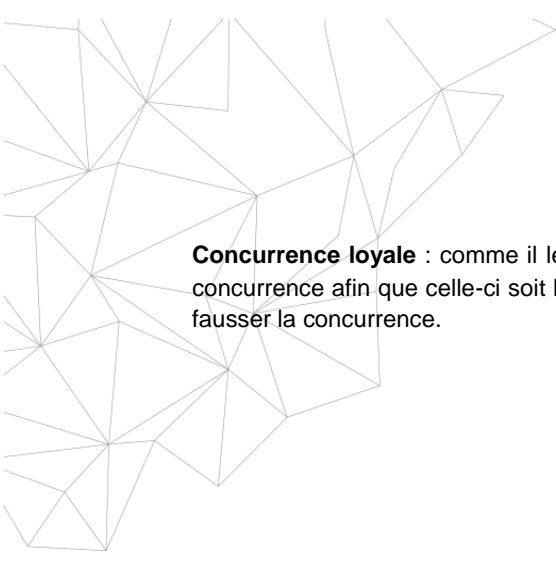 Concurrence loyale : comme il le
concurrence afin que celle-ci soit
fausser la concurrence.